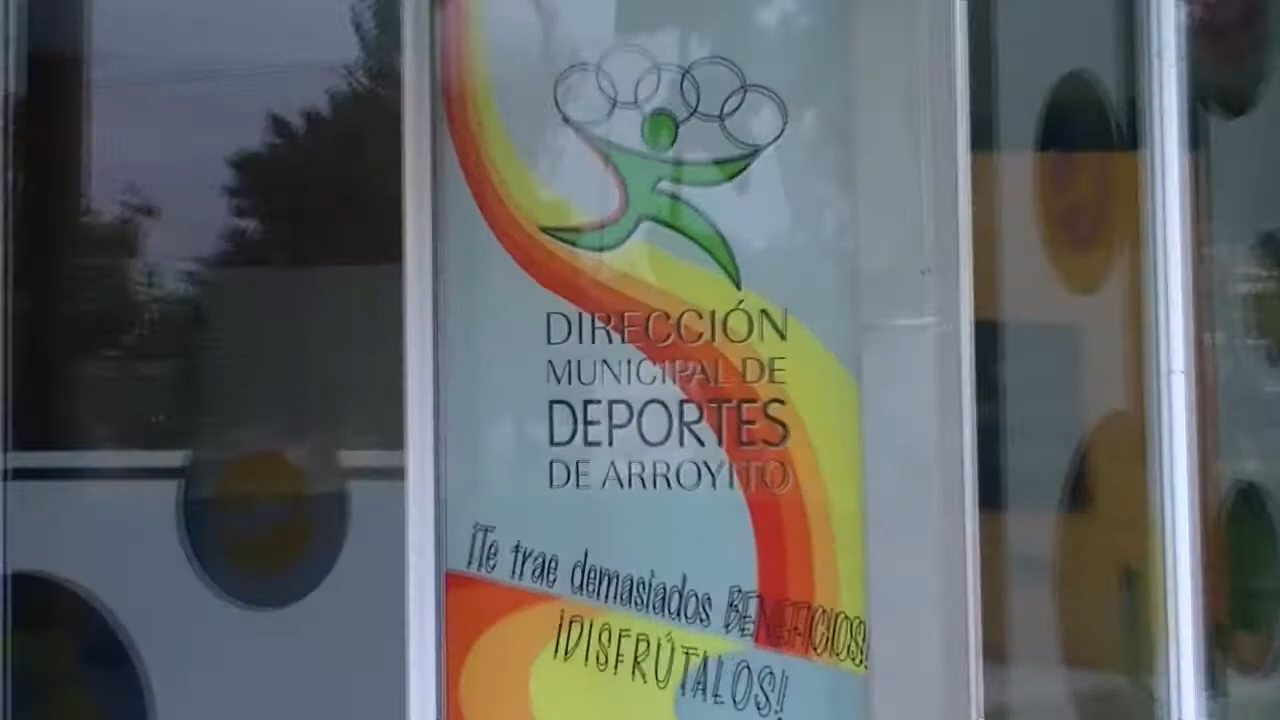 DIRECCIÓN
MUNICIPAL DE
DEPORTES
DE ARROYITO
¡Te trae demasiados BENEFICIOS!
¡DISFRÚTALOS!